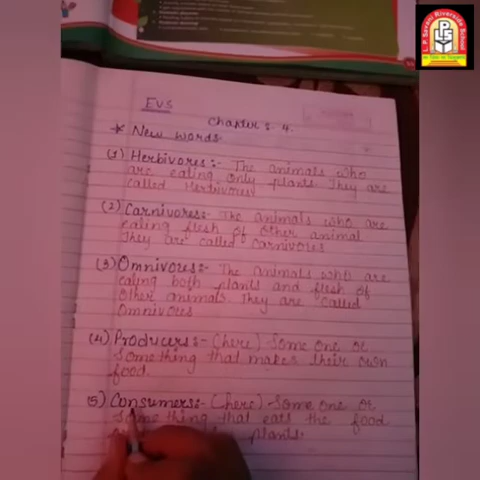 L. P. Savani Riverside School
LPS
EVS
Chapter :- 4.
* New words
(1) Herbivores :- The animals who
are eating only plants. They are
called Herbivores
(2) Carnivores:- The animals who are
eating flesh of other animal
They are called carnivores
(3) Omnivores:- The animals who are
eating both plants and flesh of
other animals. They are called
Omnivores
(4) Producers :- (here) Some one or
Something that makes their own
food.
(5) Consumers:- (here) Some one or
Some thing that eats the food
plants.